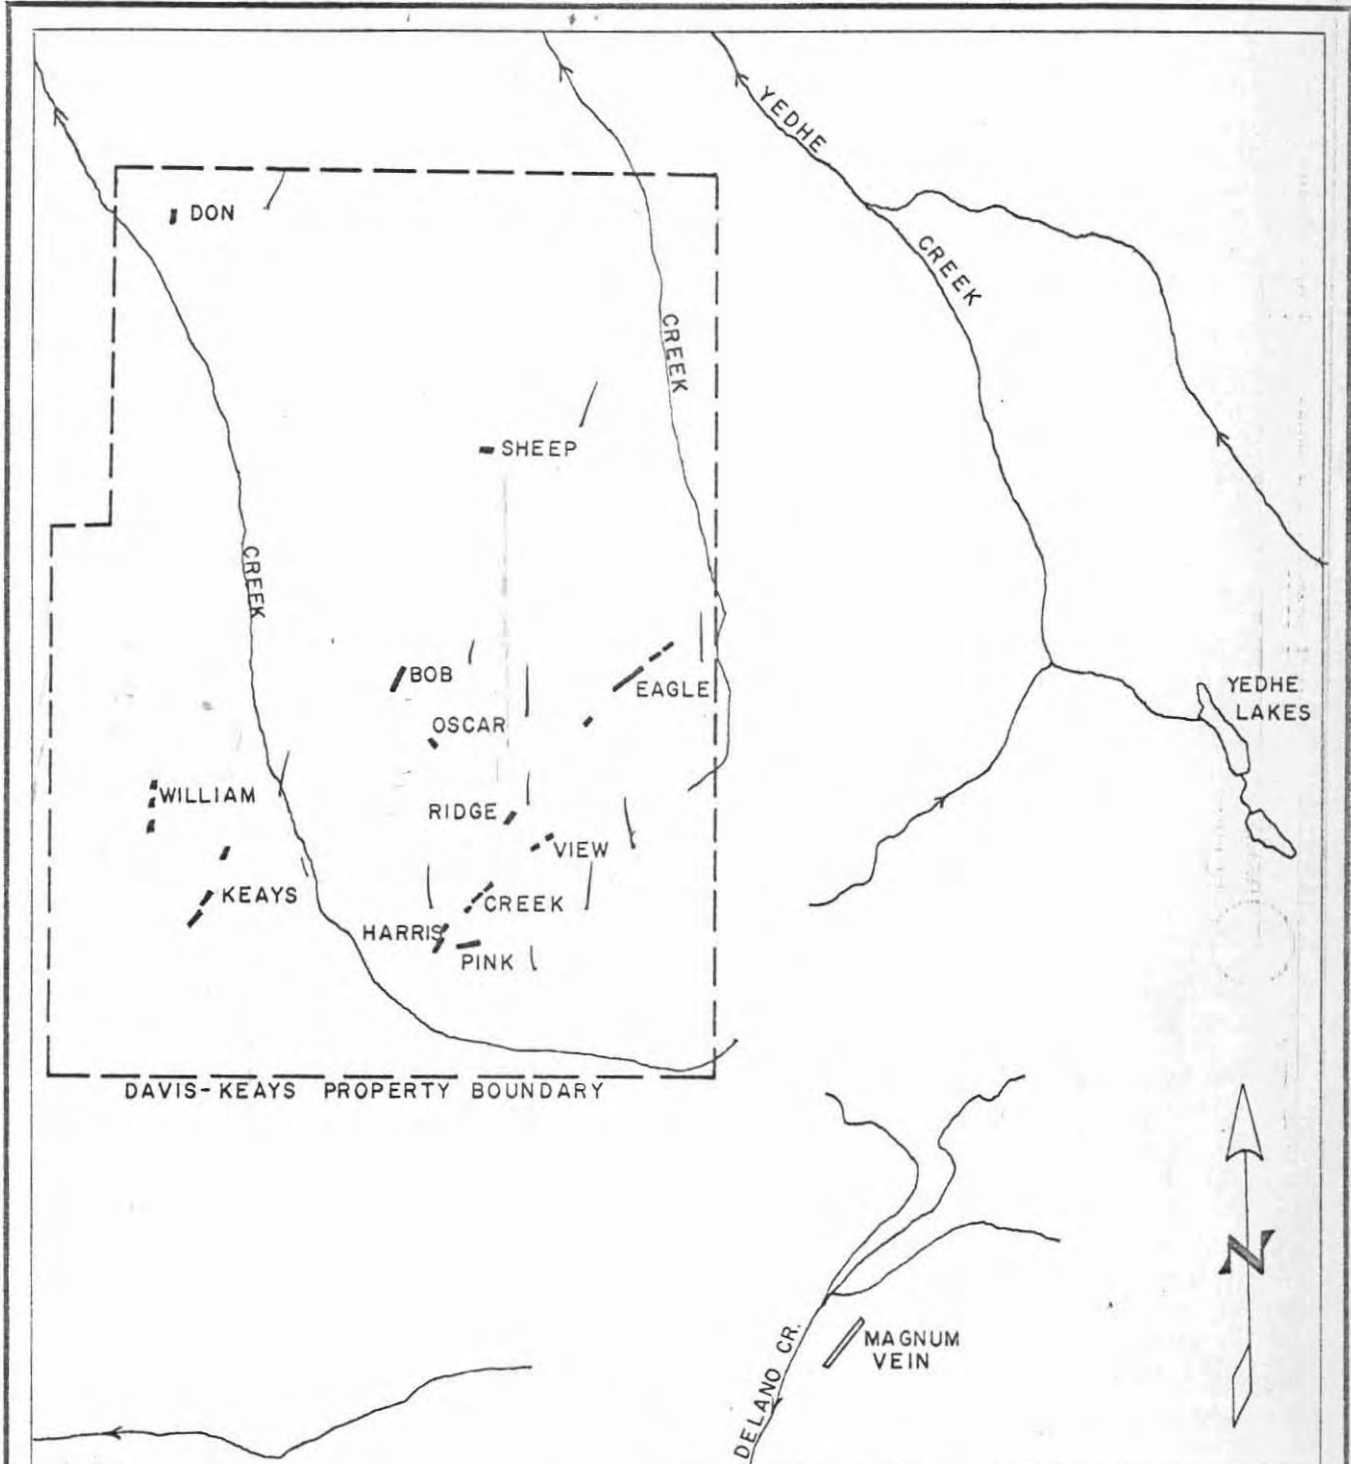 YEDHE
CREEK
DON
CREEK
SHEEP
CREEK
BOB
EAGLE
YEDHE
LAKES
OSCAR
WILLIAM
RIDGE
VIEW
KEAYS
CREEK
HARRIS
PINK
DAVIS-KEAYS PROPERTY BOUNDARY
N
MAGNUM
VEIN
DELANO CR.